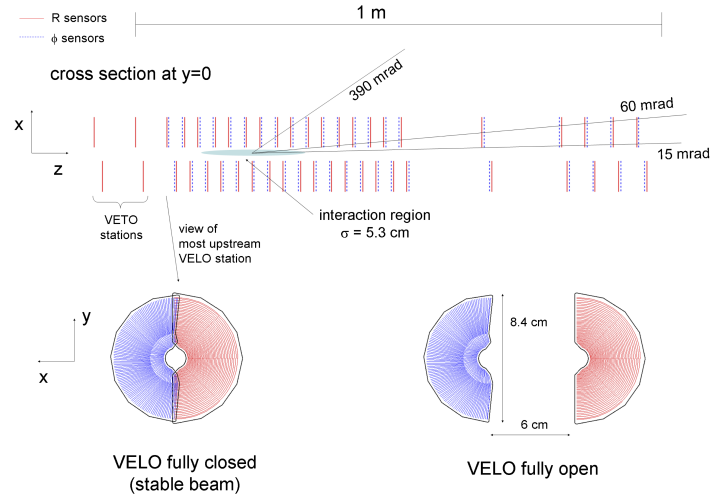 R sensors
ϕ sensors
1 m
cross section at y=0
390 mrad
60 mrad
15 mrad
x
z
VETO
stations
view of
most upstream
VELO station
interaction region
σ = 5.3 cm
y
x
8.4 cm
6 cm
VELO fully closed
(stable beam)
VELO fully open